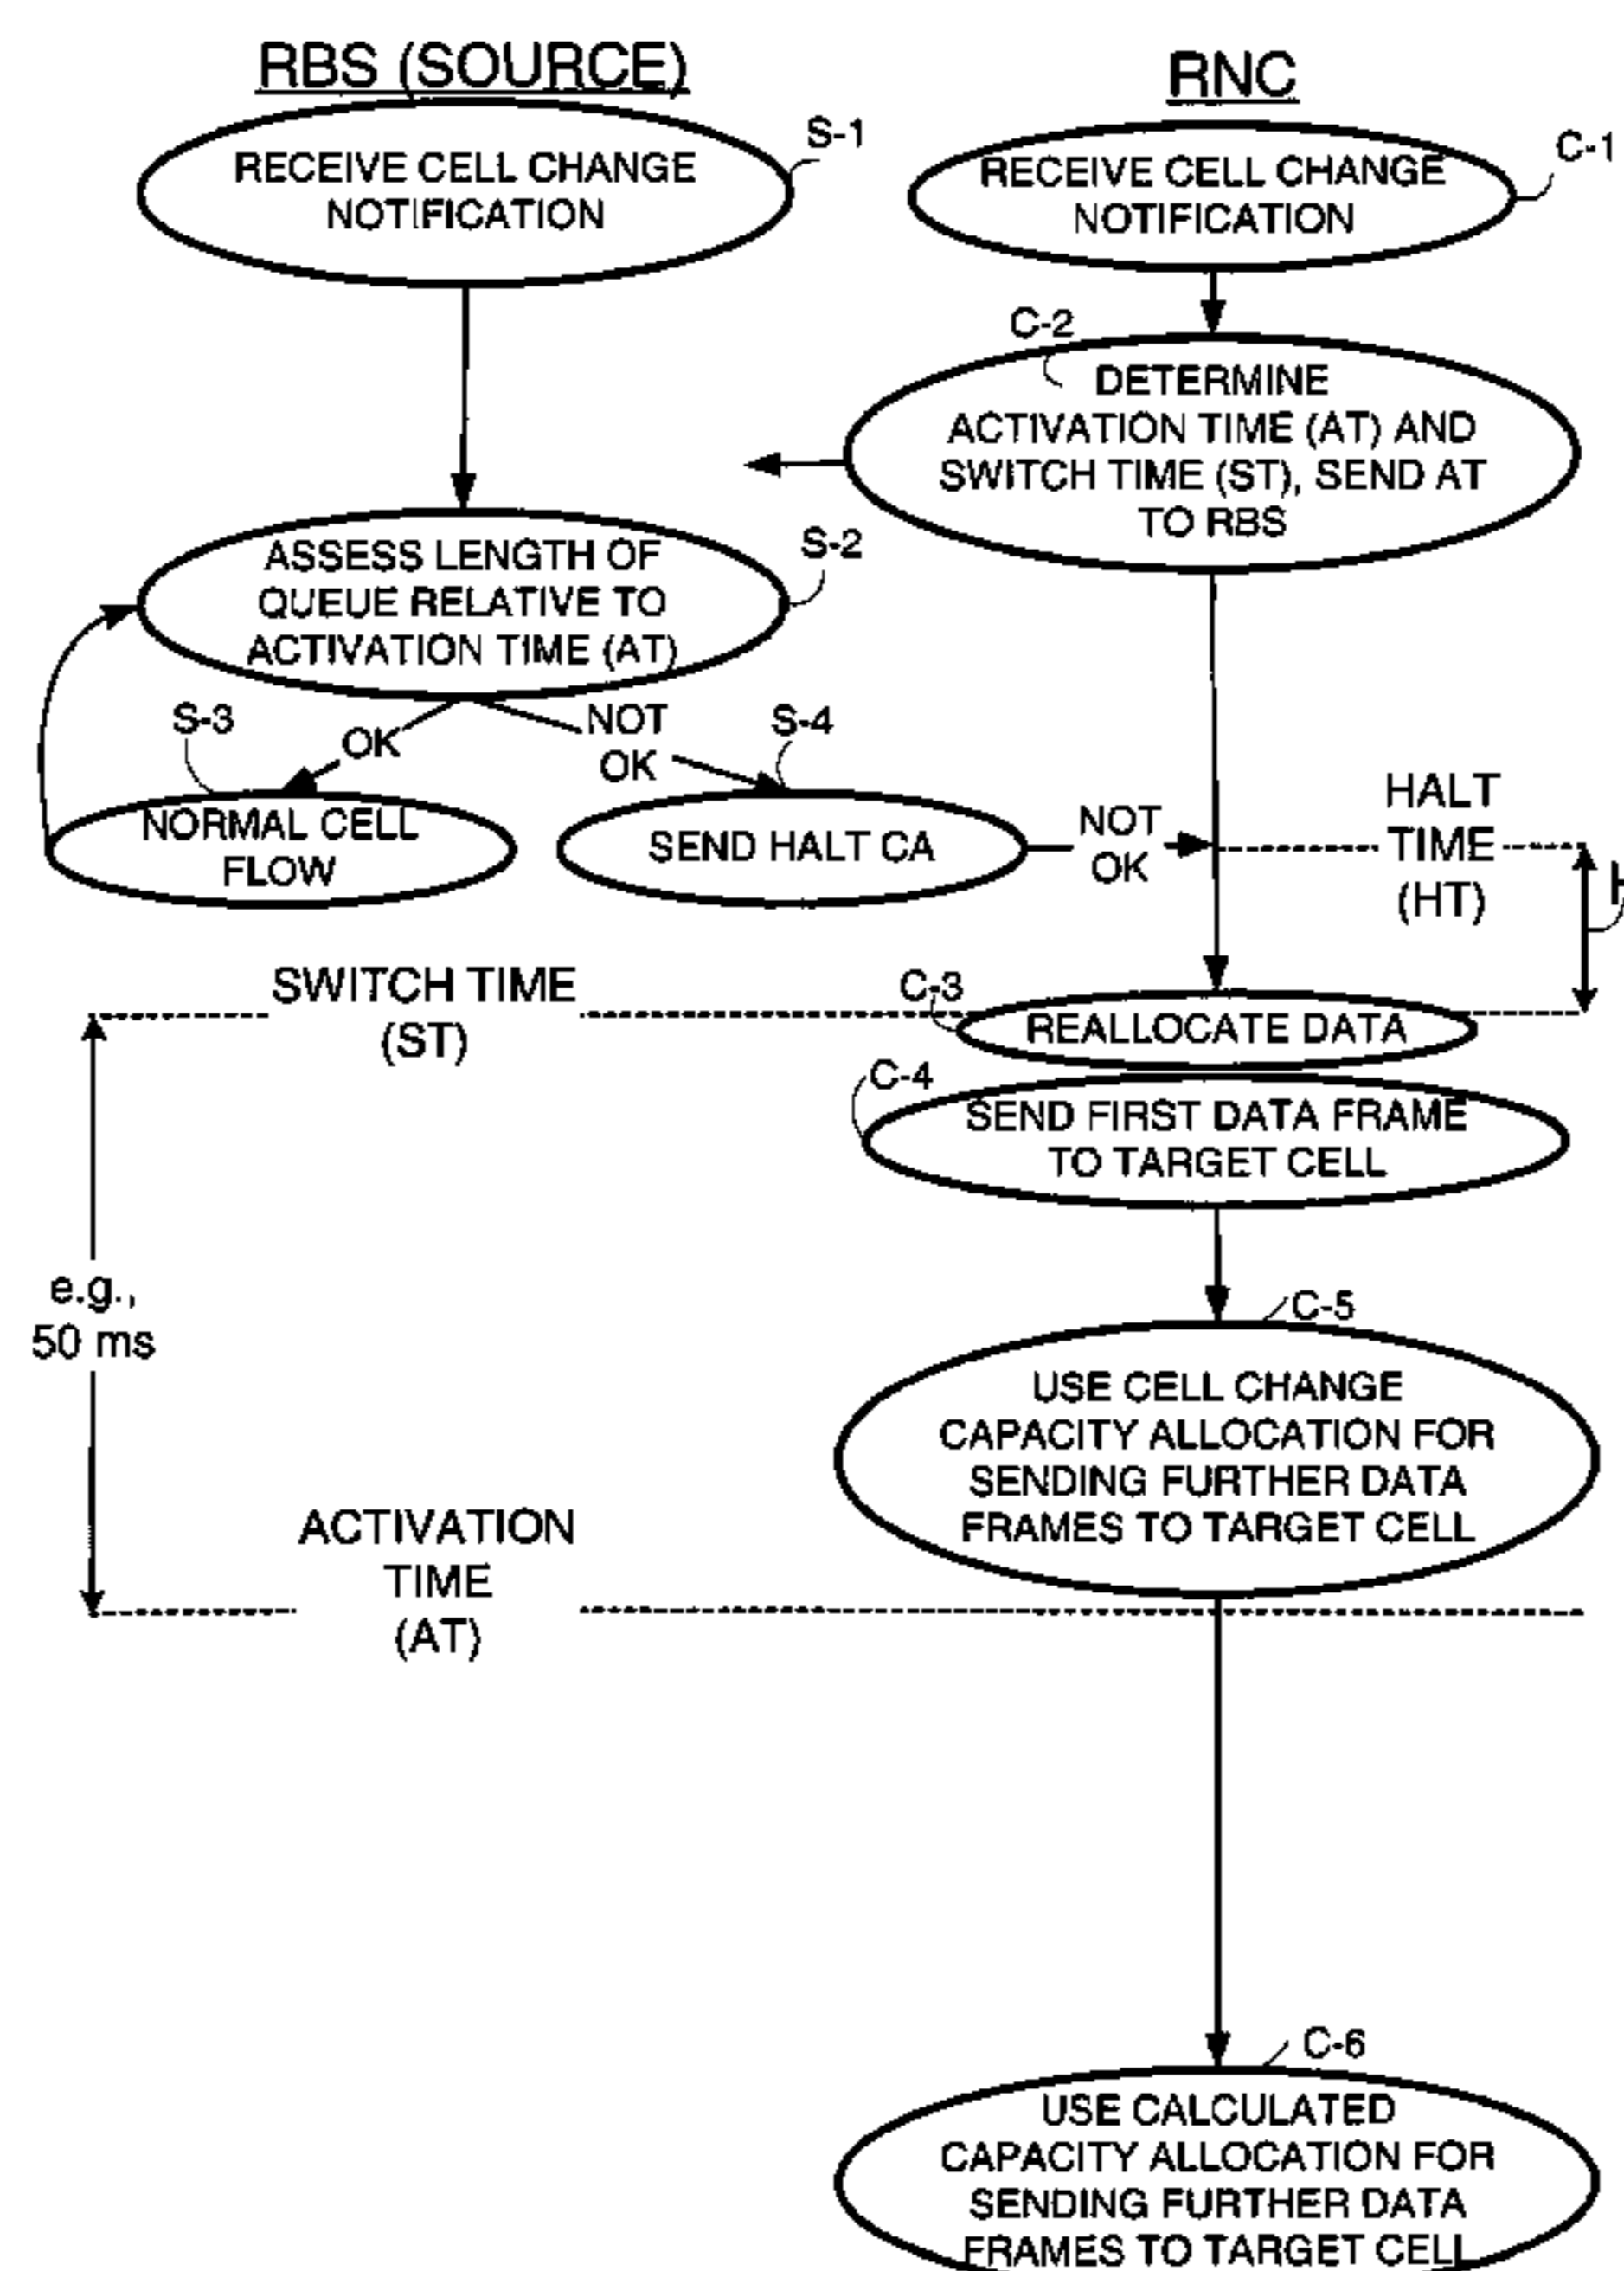 RBS (SOURCE)
RNC
S-1
C-1
RECEIVE CELL CHANGE
NOTIFICATION
RECEIVE CELL CHANGE
NOTIFICATION
C-2
DETERMINE
ACTIVATION TIME (AT) AND
SWITCH TIME (ST), SEND AT
TO RBS
S-2
ASSESS LENGTH OF
QUEUE RELATIVE TO
ACTIVATION TIME (AT)
S-3
OK
NOT
OK
S-4
NORMAL CELL
FLOW
SEND HALT CA
NOT
OK
HALT
TIME
(HT)
SWITCH TIME
(ST)
C-3
REALLOCATE DATA
C-4
SEND FIRST DATA FRAME
TO TARGET CELL
e.g.,
50 ms
C-5
USE CELL CHANGE
CAPACITY ALLOCATION FOR
SENDING FURTHER DATA
FRAMES TO TARGET CELL
ACTIVATION
TIME
(AT)
C-6
USE CALCULATED
CAPACITY ALLOCATION FOR
SENDING FURTHER DATA
FRAMES TO TARGET CELL